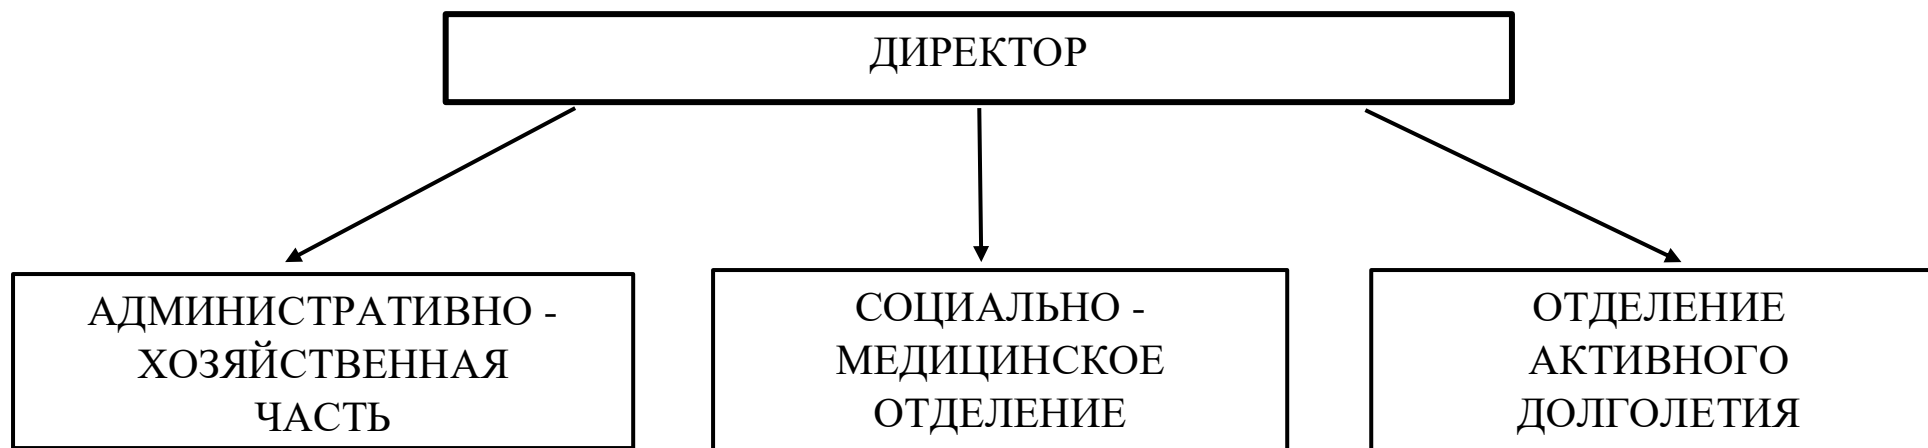 ДИРЕКТОР
АДМИНИСТРАТИВНО -
ХОЗЯЙСТВЕННАЯ
ЧАСТЬ
СОЦИАЛЬНО -
МЕДИЦИНСКОЕ
ОТДЕЛЕНИЕ
ОТДЕЛЕНИЕ
АКТИВНОГО
ДОЛГОЛЕТИЯ